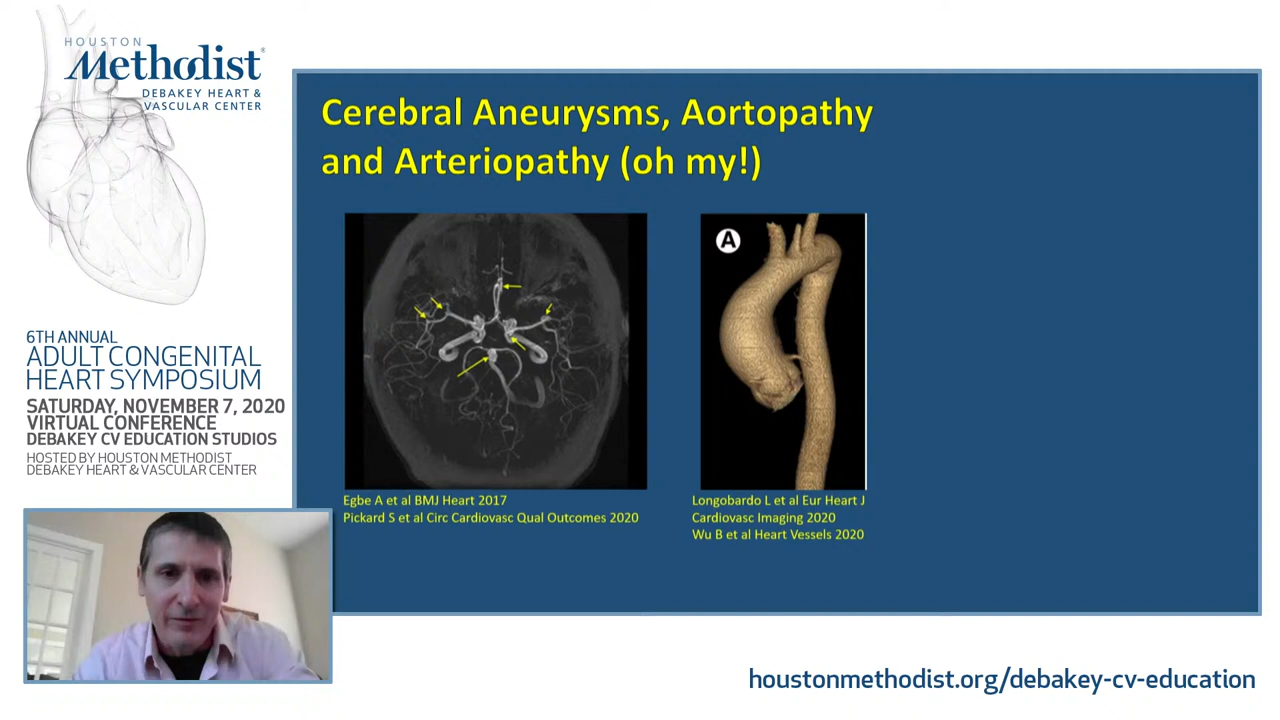 HOUSTON
Methodist®
DEBAKEY HEART &
VASCULAR CENTER
6TH ANNUAL
ADULT CONGENITAL
HEART SYMPOSIUM
SATURDAY, NOVEMBER 7, 2020
VIRTUAL CONFERENCE
DEBAKEY CV EDUCATION STUDIOS
HOSTED BY HOUSTON METHODIST
DEBAKEY HEART & VASCULAR CENTER
Cerebral Aneurysms, Aortopathy
and Arteriopathy (oh my!)
A
Egbe A et al BMJ Heart 2017
Pickard S et al Circ Cardiovasc Qual Outcomes 2020
Longobardo L et al Eur Heart J
Cardiovasc Imaging 2020
Wu B et al Heart Vessels 2020
houstonmethodist.org/debakey-cv-education